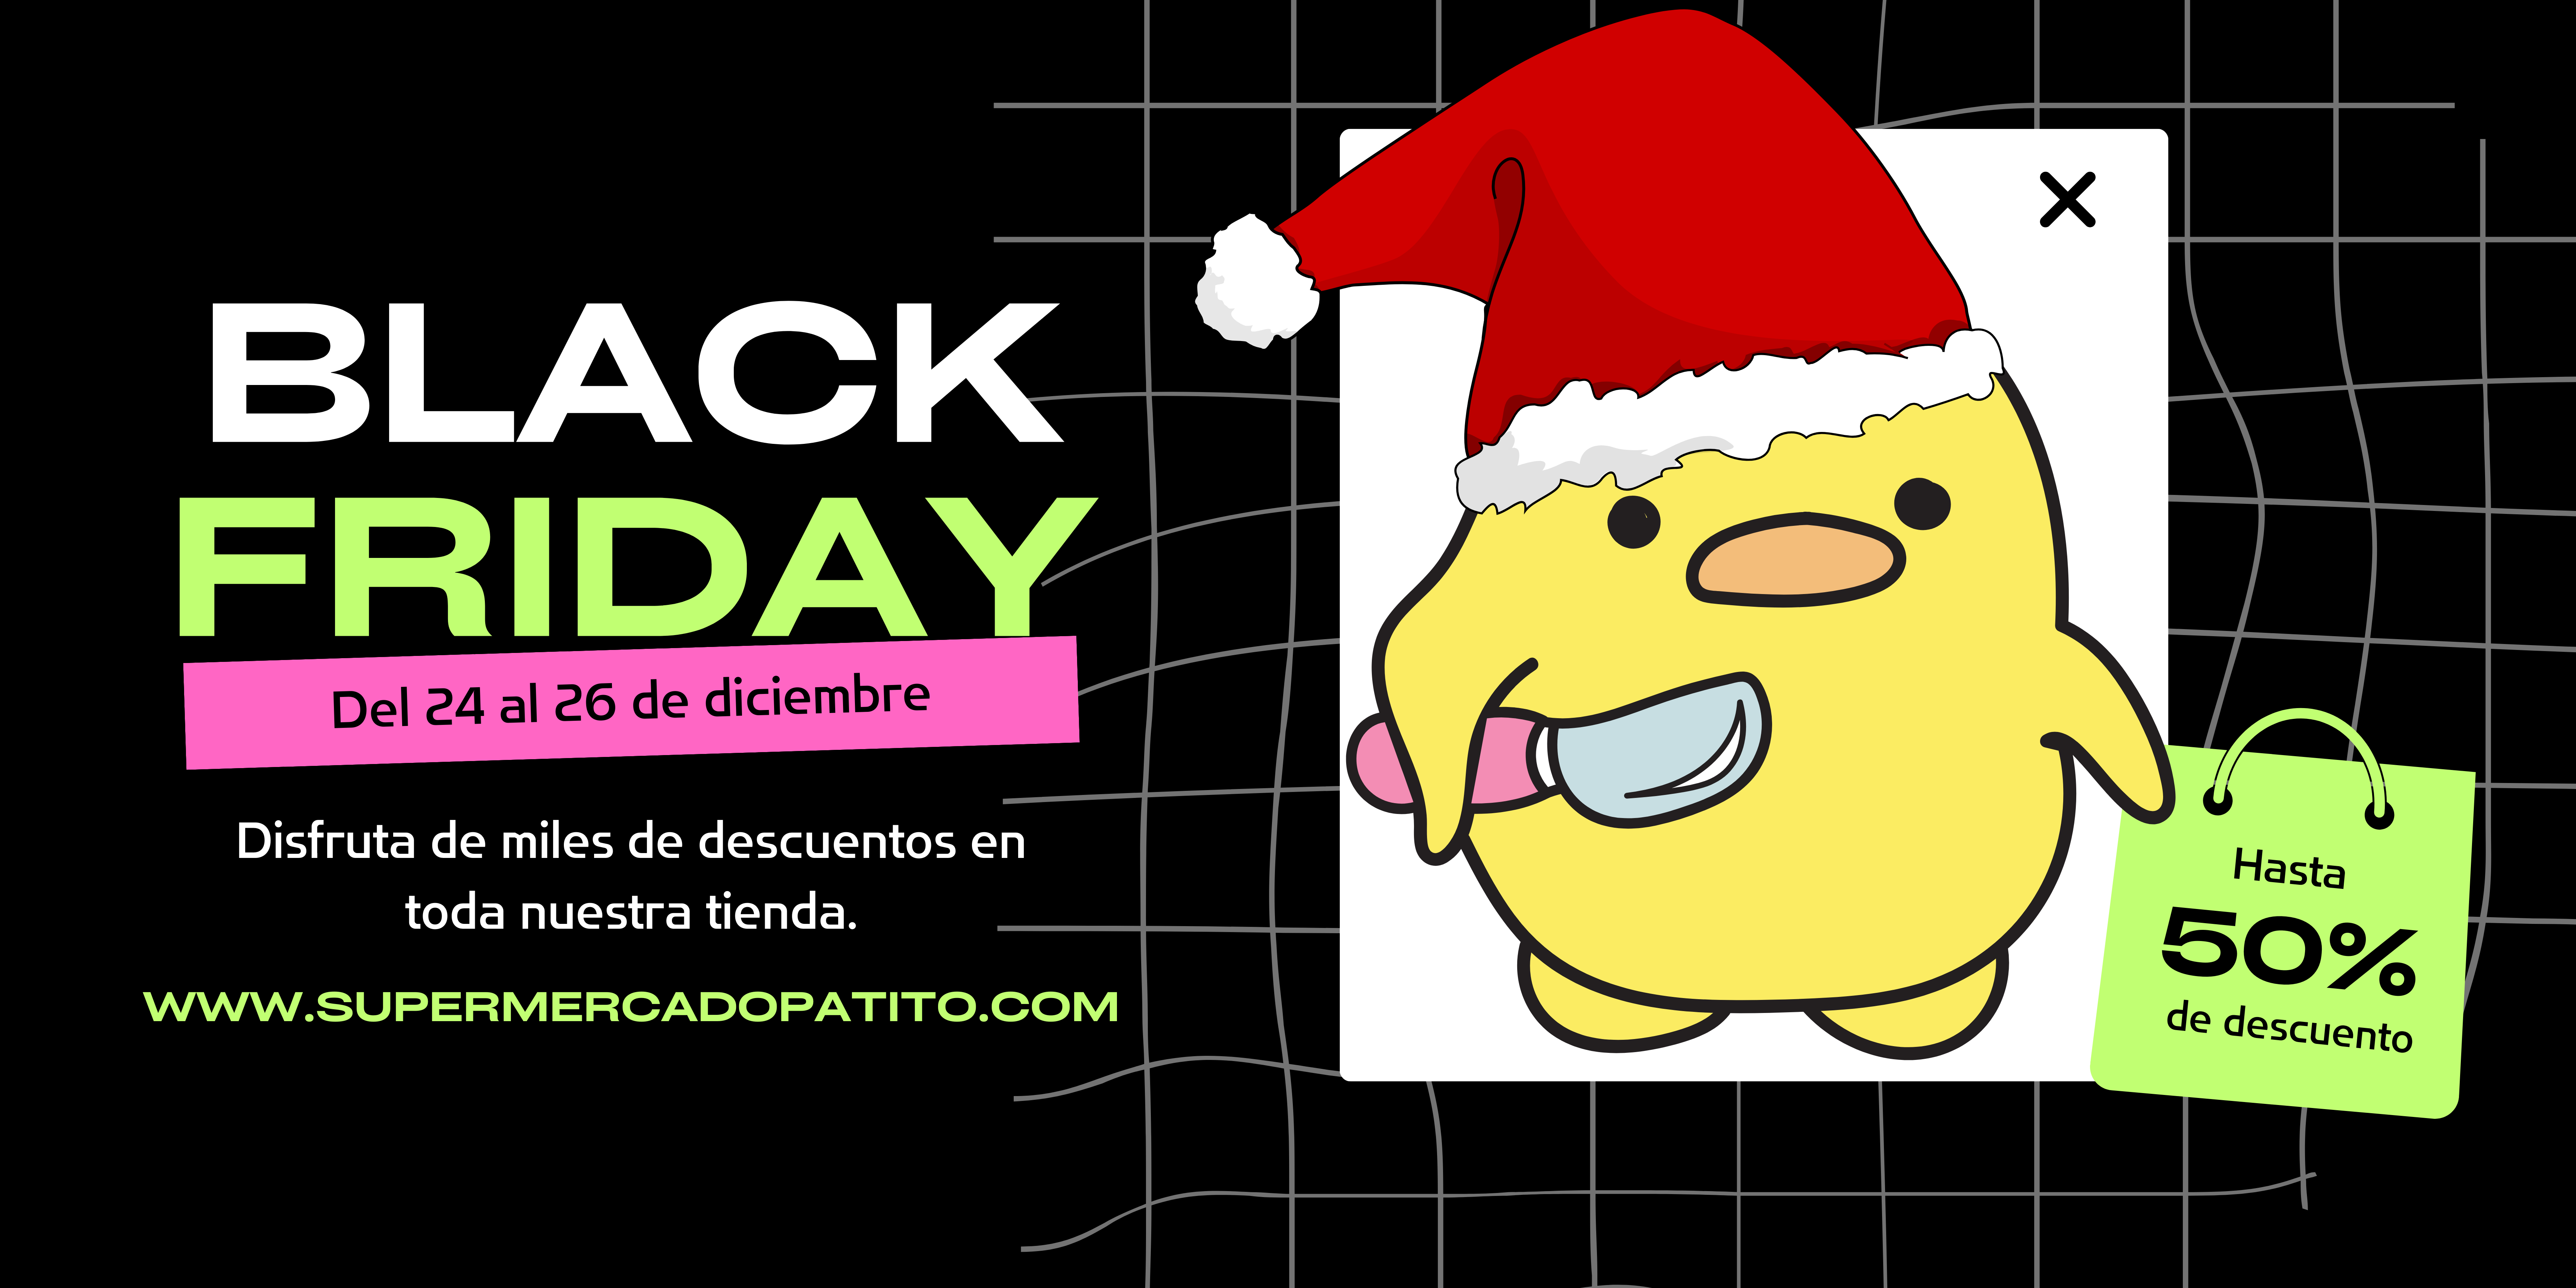 BLACK
FRIDAY
Del 24 al 26 de diciembre
Disfruta de miles de descuentos en
toda nuestra tienda.
WWW.SUPERMERCADOPATITO.COM
Hasta
50%
de descuento